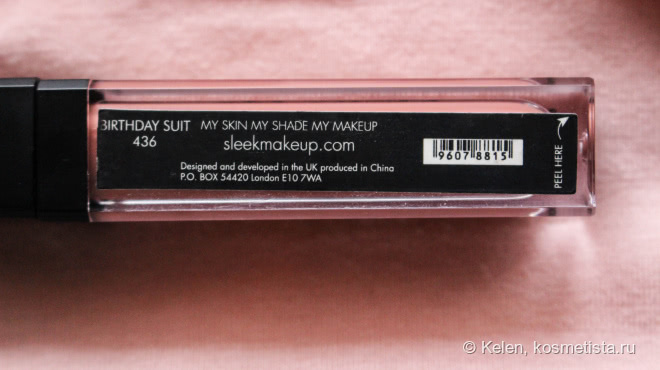 BIRTHDAY SUIT MY SKIN MY SHADE MY MAKEUP
436 sleekmakeup.com
Designed and developed in the UK produced in China
P.O. BOX 54420 London E10 7WA
96078815
PEEL HERE
© Kelen, kosmetista.ru